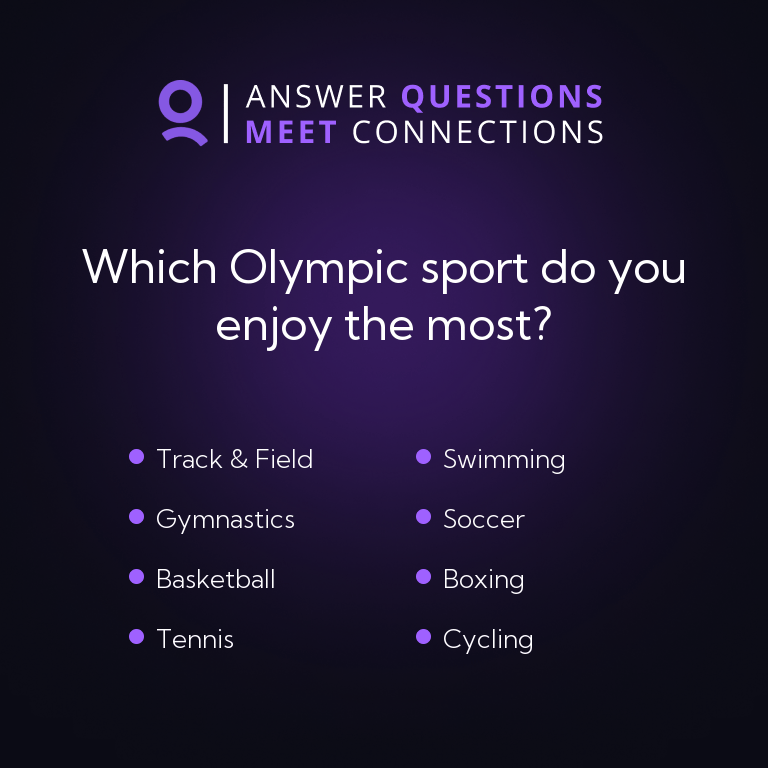 ANSWER QUESTIONS
MEET CONNECTIONS
Which Olympic sport do you
enjoy the most?
Track & Field
Gymnastics
Basketball
Tennis
Swimming
Soccer
Boxing
Cycling